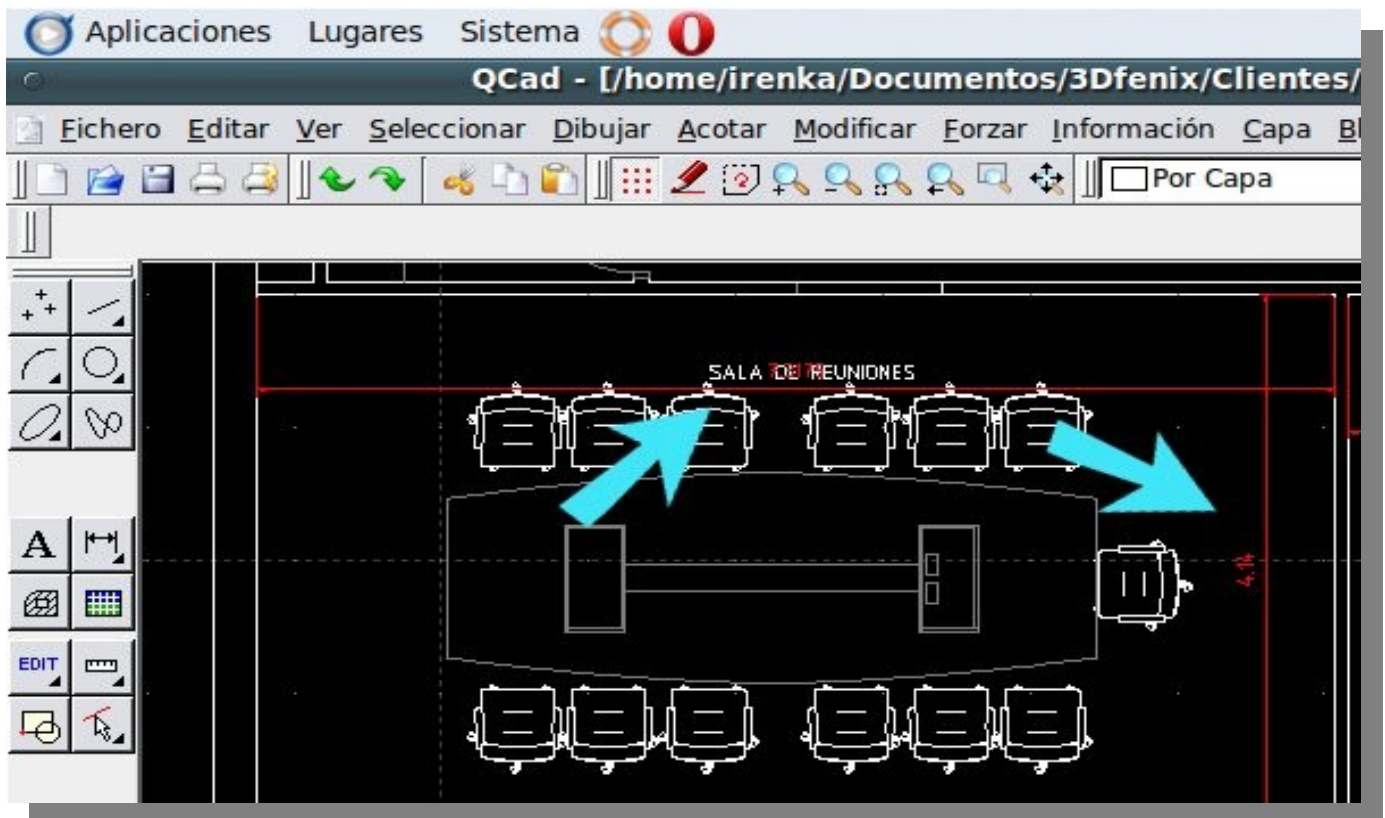 Aplicaciones Lugares Sistema
QCad - [/home/irenka/Documentos/3Dfenix/Clientes/
Fichero Editar Ver Seleccionar Dibujar Acotar Modificar Forzar Información Capa Bl
Por Capa
SALA DE REUNIONES
A
4.14
EDIT